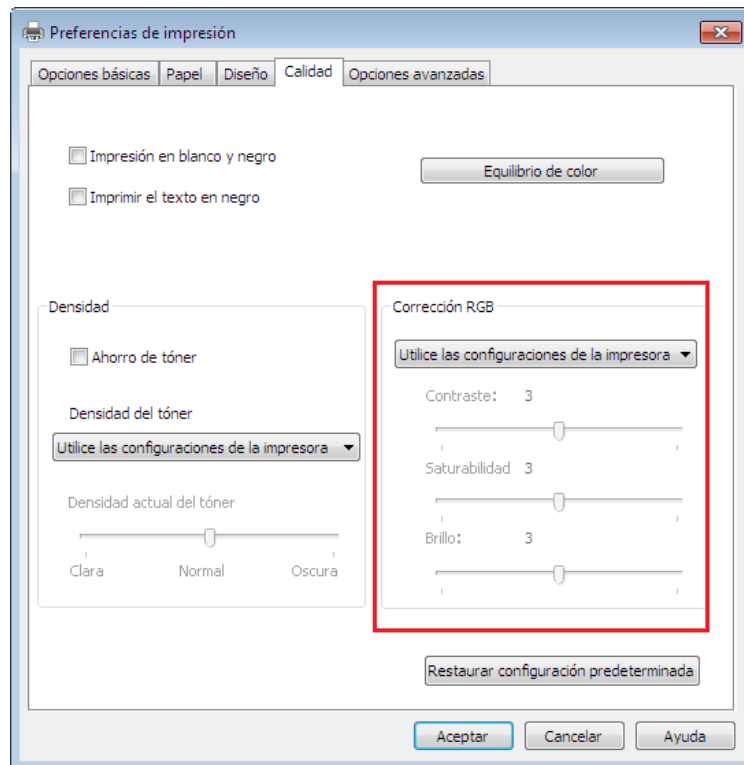 Preferencias de impresión
Opciones básicas Papel Diseño Calidad Opciones avanzadas
Impresión en blanco y negro
Equilibrio de color
Imprimir el texto en negro
Densidad
Ahorro de tóner
Densidad del tóner
Utilice las configuraciones de la impresora
Densidad actual del tóner
Clara Normal Oscura
Corrección RGB
Utilice las configuraciones de la impresora
Contraste: 3
Saturabilidad 3
Brillo: 3
Restaurar configuración predeterminada
Aceptar Cancelar Ayuda